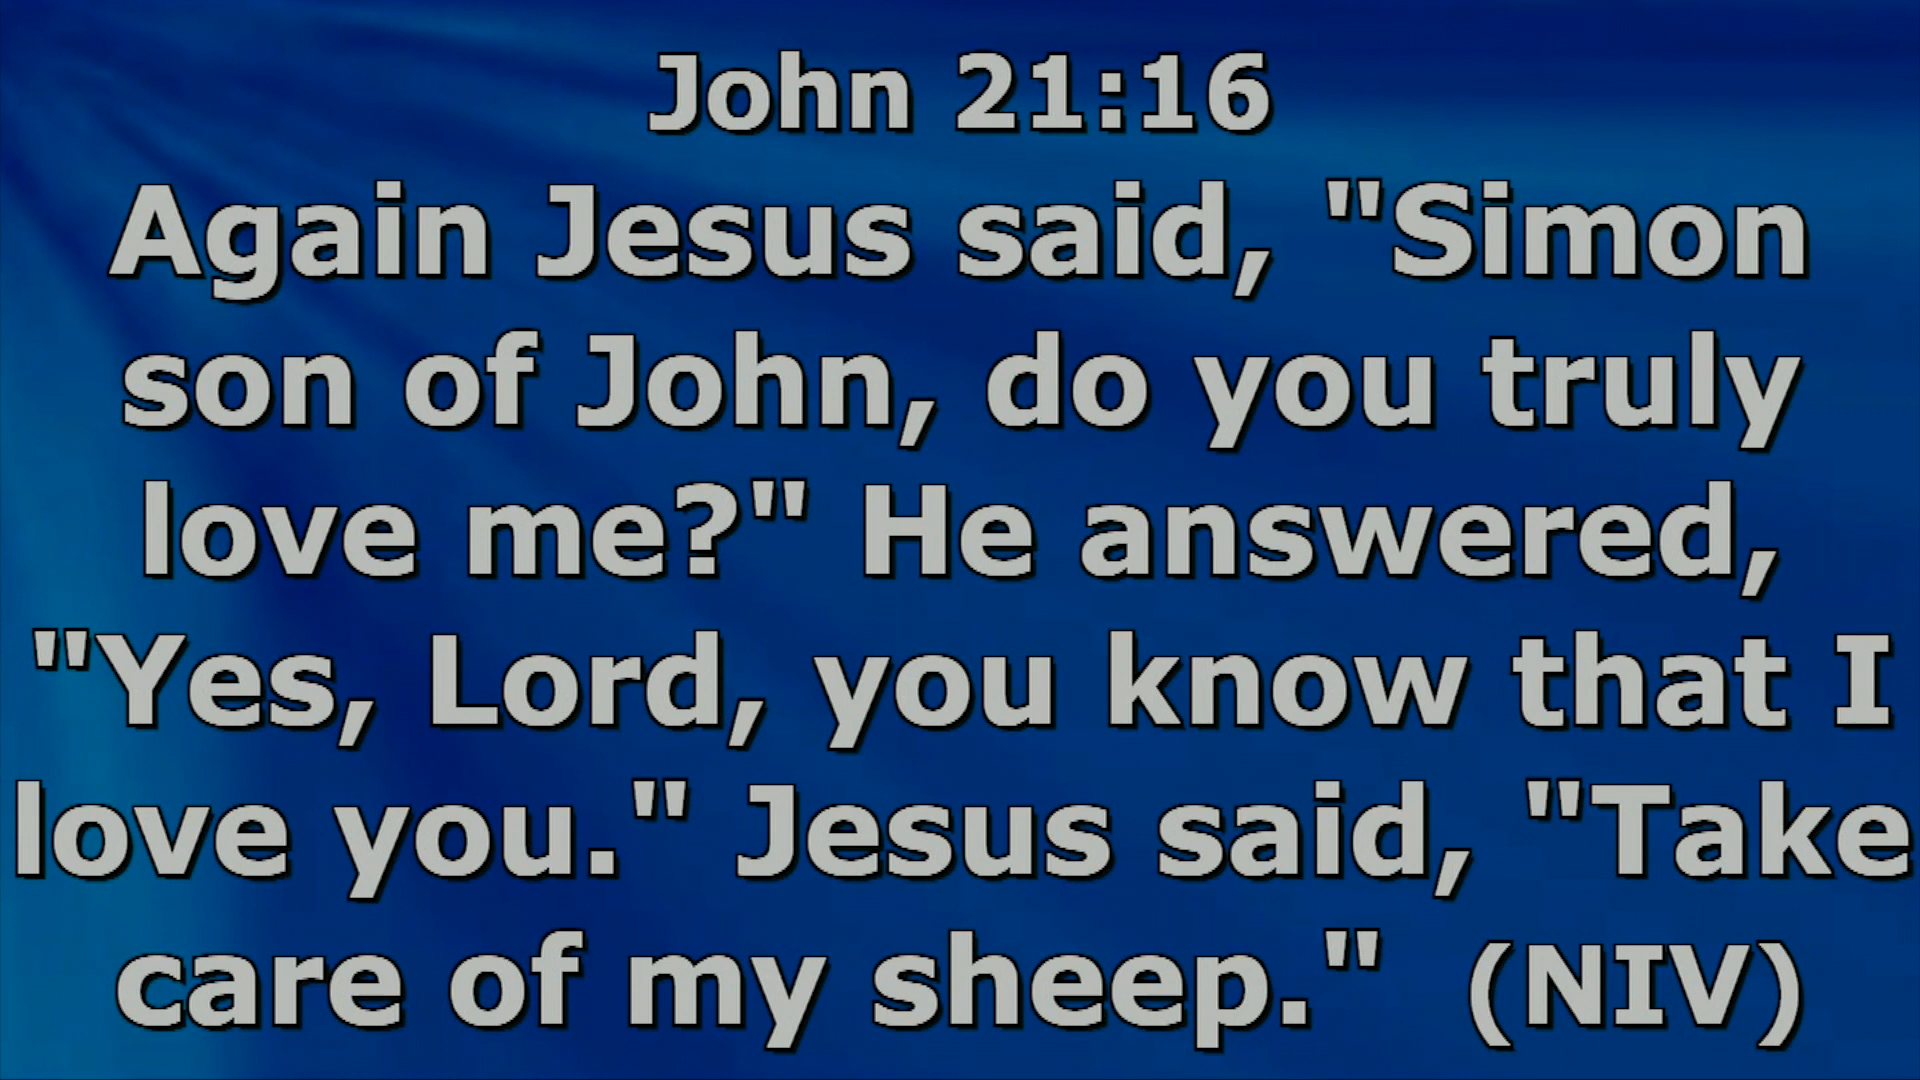 John 21:16
Again Jesus said, "Simon
son of John, do you truly
love me?" He answered,
"Yes, Lord, you know that I
love you." Jesus said, "Take
care of my sheep." (NIV)